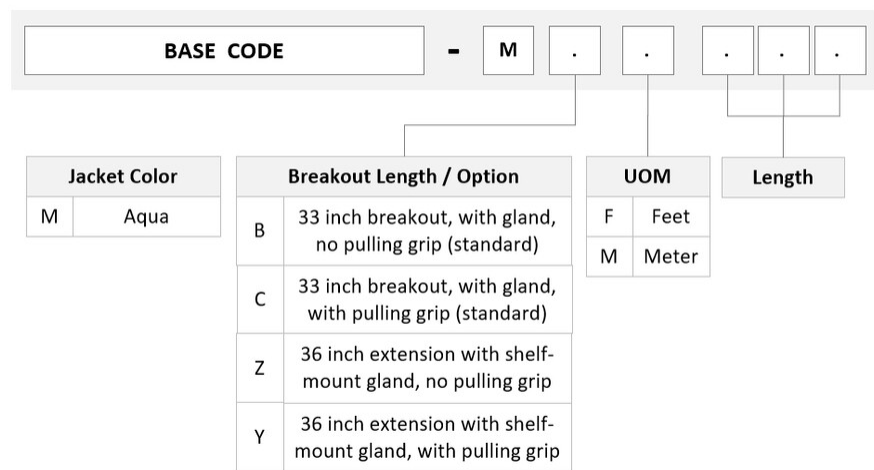 BASE CODE - M . . . . .
Jacket Color
M Aqua
Breakout Length / Option
B 33 inch breakout, with gland,
no pulling grip (standard)
C 33 inch breakout, with gland,
with pulling grip (standard)
Z 36 inch extension with shelf-
mount gland, no pulling grip
Y 36 inch extension with shelf-
mount gland, with pulling grip
UOM
F Feet
M Meter
Length